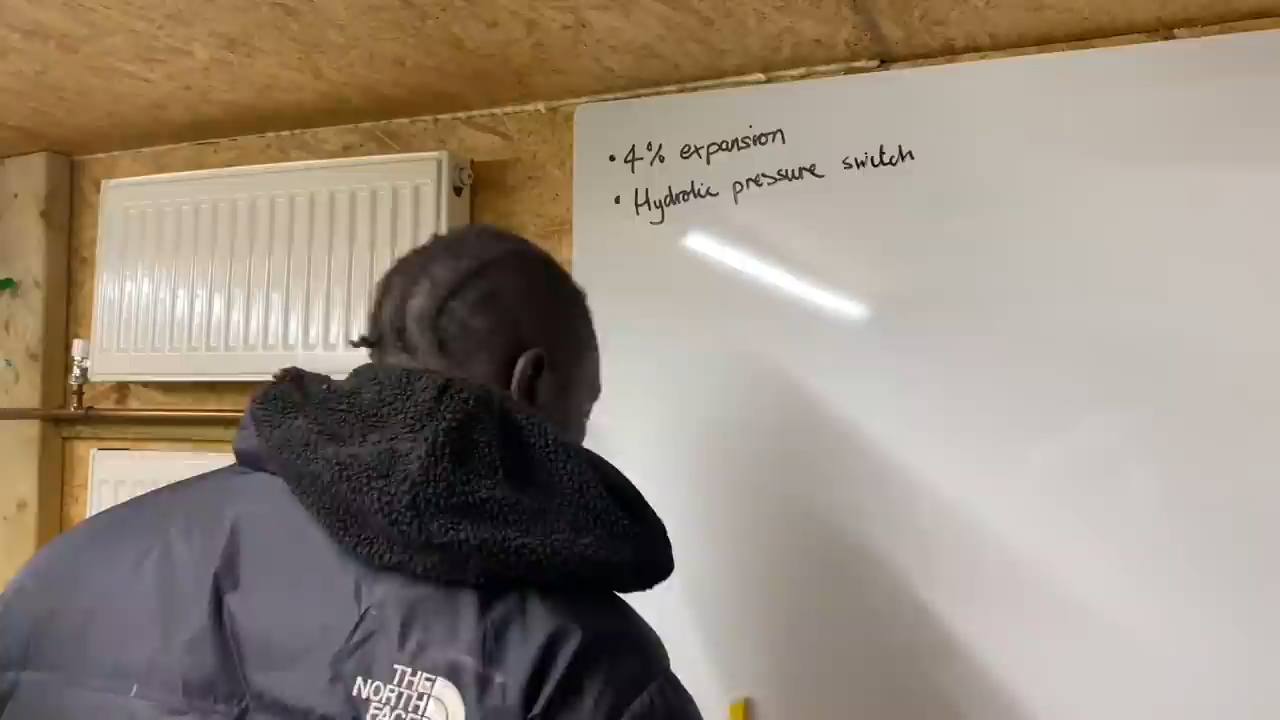 • 4% expansion
• Hydrolic pressure switch
THE
NORTH
FACE